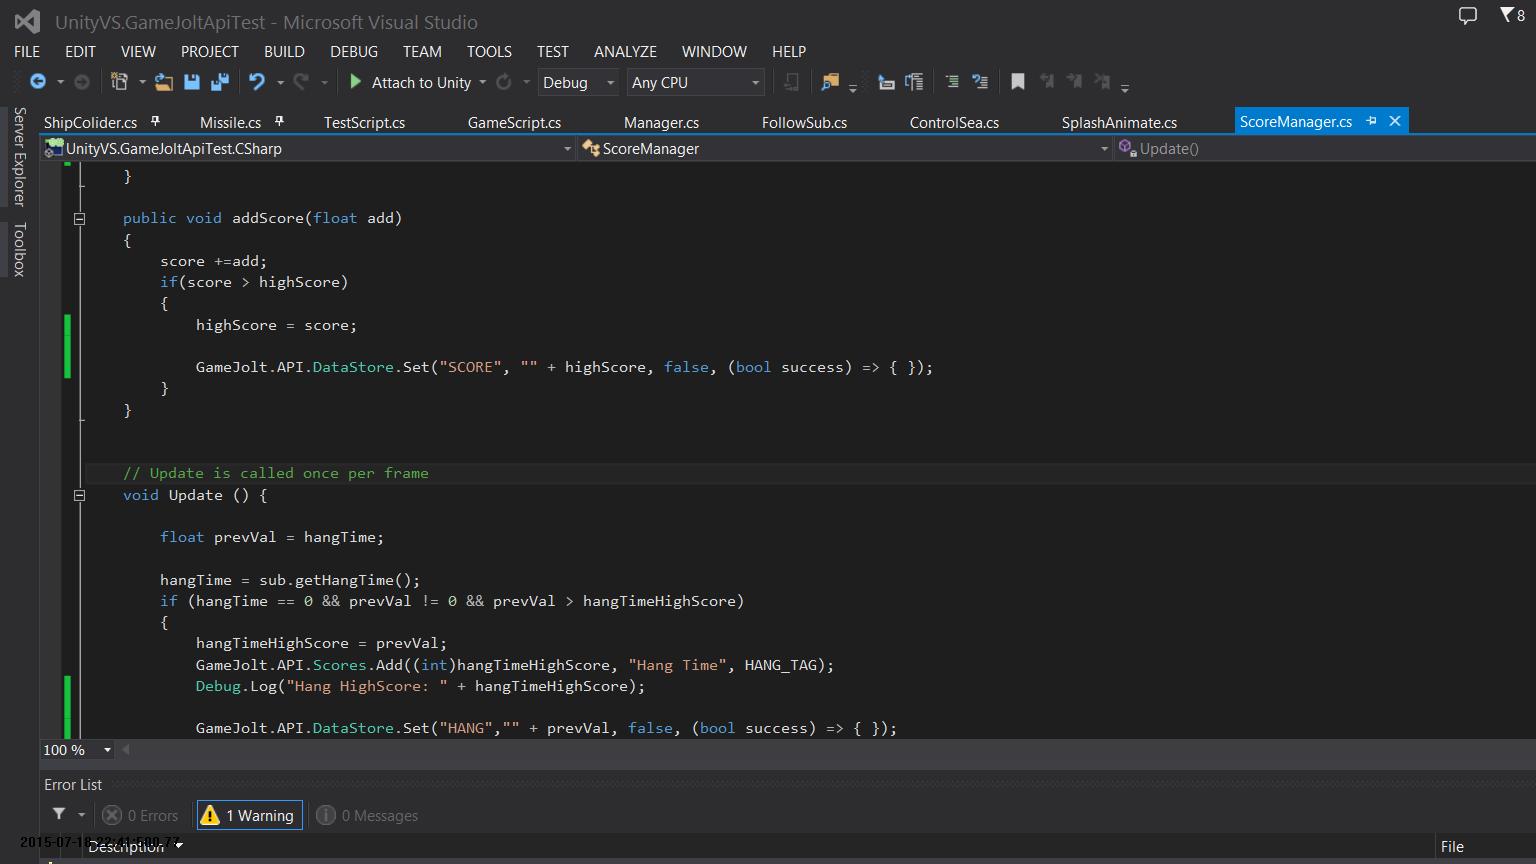 UnityVS.GameJoltApiTest - Microsoft Visual Studio
8
FILE EDIT VIEW PROJECT BUILD DEBUG TEAM TOOLS TEST ANALYZE WINDOW HELP
Attach to Unity Debug Any CPU
Server Explorer
Toolbox
ShipColider.cs Missile.cs TestScript.cs GameScript.cs Manager.cs FollowSub.cs ControlSea.cs SplashAnimate.cs ScoreManager.cs
UnityVS.GameJoltApiTest.CSharp ScoreManager Update()
}
public void addScore(float add)
{
score +=add;
if(score > highScore)
{
highScore = score;
GameJolt.API.DataStore.Set("SCORE", "" + highScore, false, (bool success) => { });
}
}
// Update is called once per frame
void Update () {
float prevVal = hangTime;
hangTime = sub.getHangTime();
if (hangTime == 0 && prevVal != 0 && prevVal > hangTimeHighScore)
{
hangTimeHighScore = prevVal;
GameJolt.API.Scores.Add((int)hangTimeHighScore, "Hang Time", HANG_TAG);
Debug.Log("Hang HighScore: " + hangTimeHighScore);
GameJolt.API.DataStore.Set("HANG","" + prevVal, false, (bool success) => { });
100 %
Error List
0 Errors 1 Warning 0 Messages
Description File